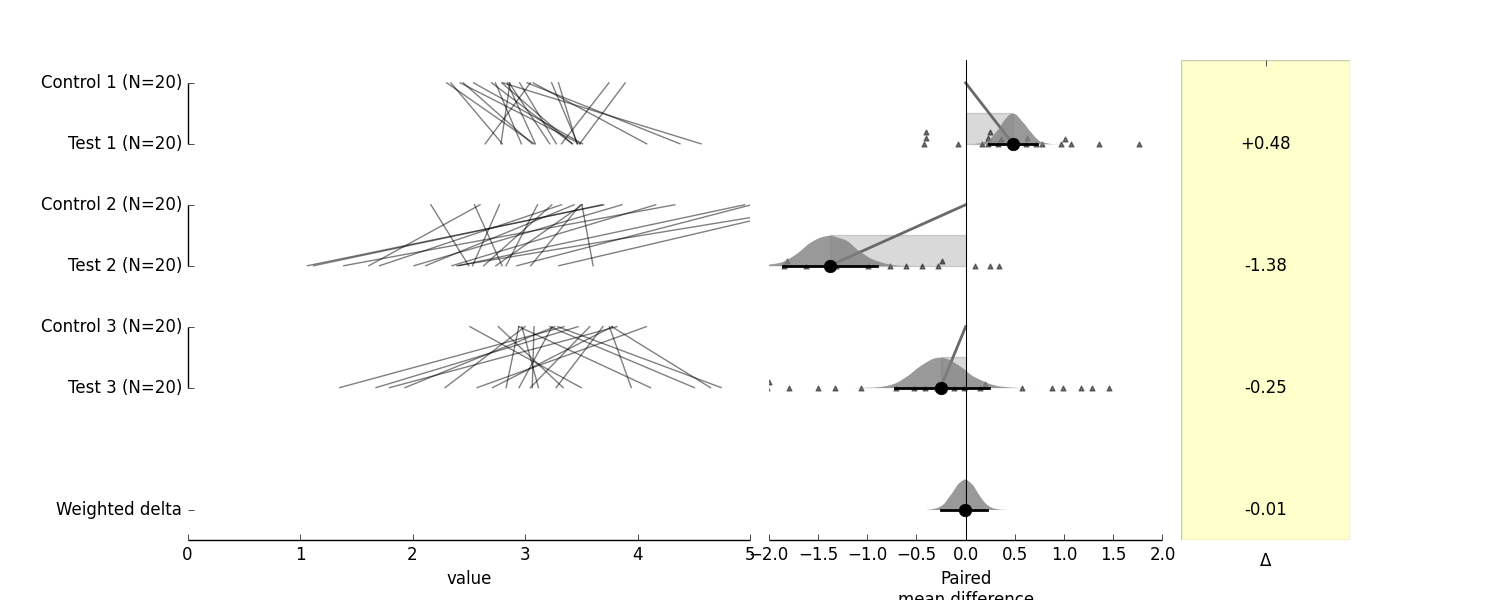 Control 1 (N=20)
Test 1 (N=20)
+0.48
Control 2 (N=20)
Test 2 (N=20)
-1.38
Control 3 (N=20)
Test 3 (N=20)
-0.25
Weighted delta
-0.01
0 1 2 3 4 5
−2.0 −1.5 −1.0 −0.5 0.0 0.5 1.0 1.5 2.0
value
Paired
mean difference
Δ